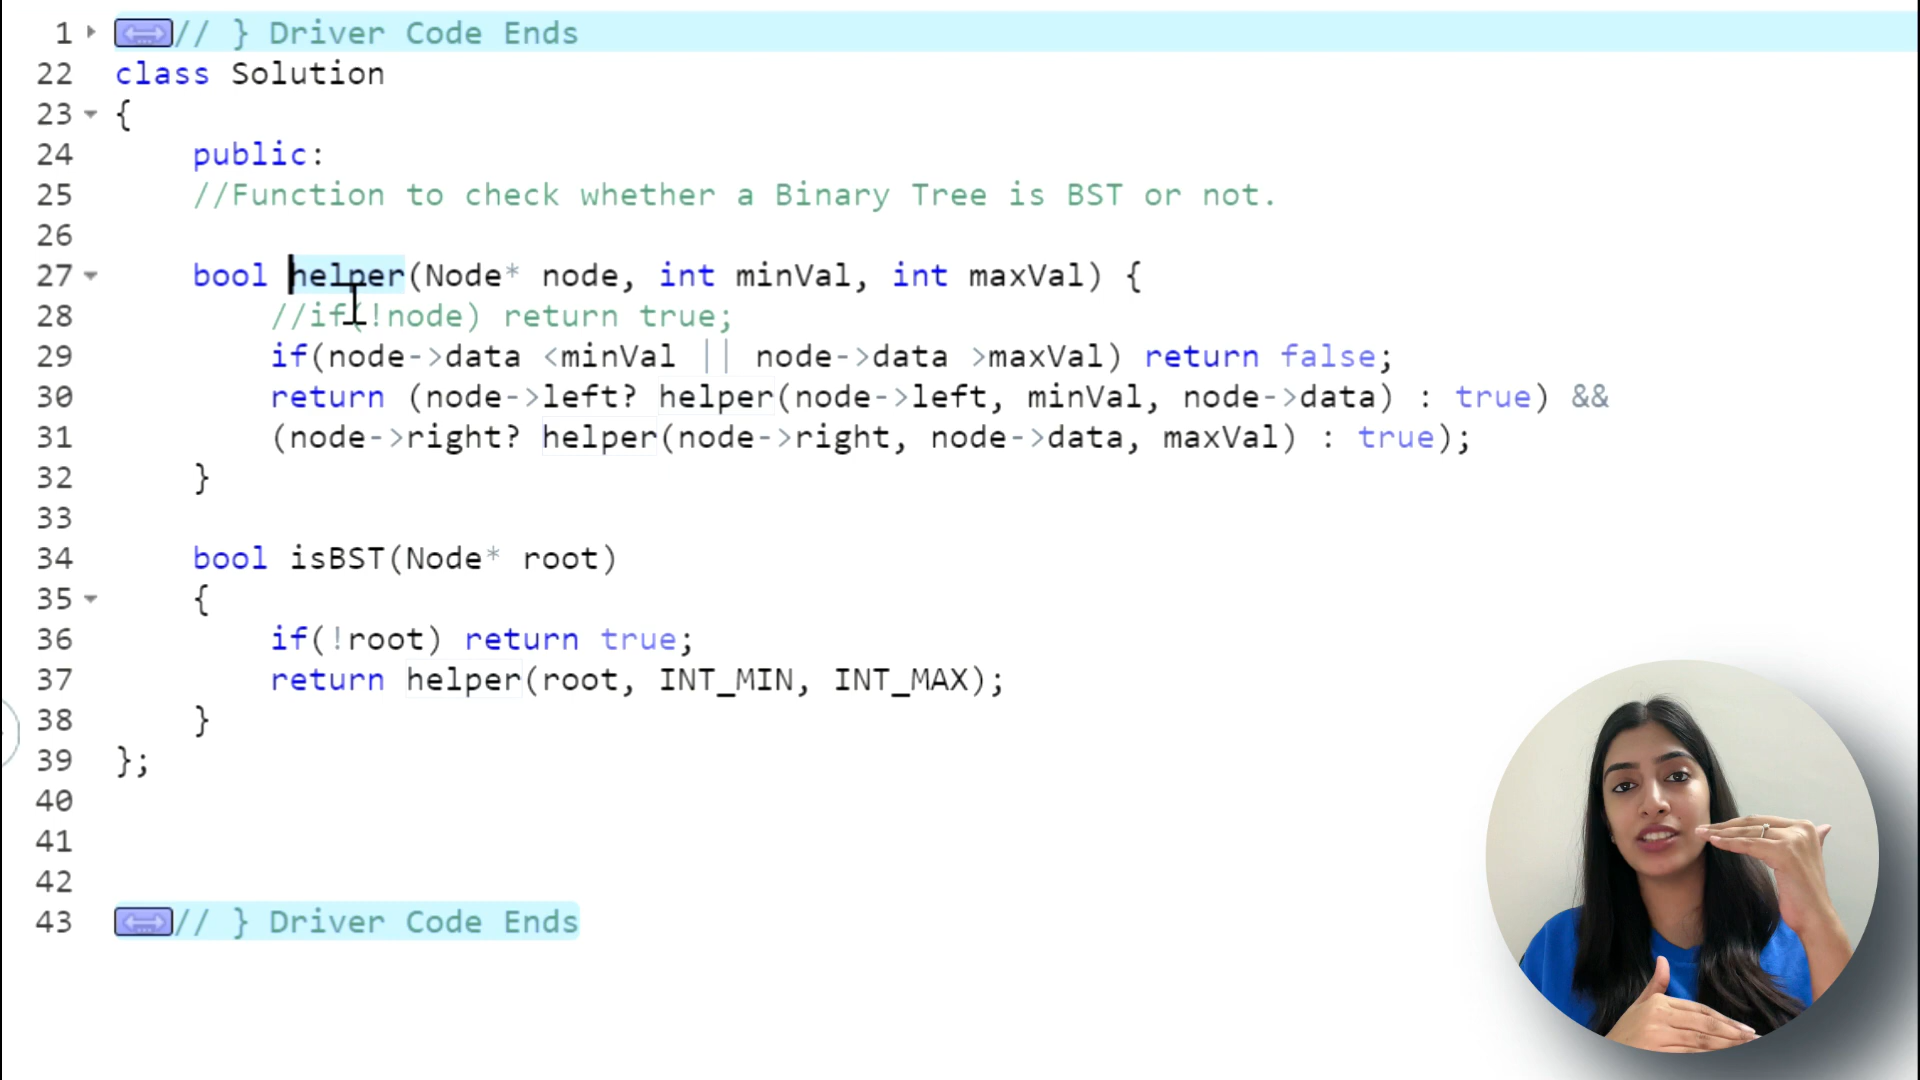 1 // } Driver Code Ends
22 class Solution
23 {
24 public:
25 //Function to check whether a Binary Tree is BST or not.
26
27 bool helper(Node* node, int minVal, int maxVal) {
28 //if(!node) return true;
29 if(node->data <minVal || node->data >maxVal) return false;
30 return (node->left? helper(node->left, minVal, node->data) : true) &&
31 (node->right? helper(node->right, node->data, maxVal) : true);
32 }
33
34 bool isBST(Node* root)
35 {
36 if(!root) return true;
37 return helper(root, INT_MIN, INT_MAX);
38 }
39 };
40
41
42
43 // } Driver Code Ends